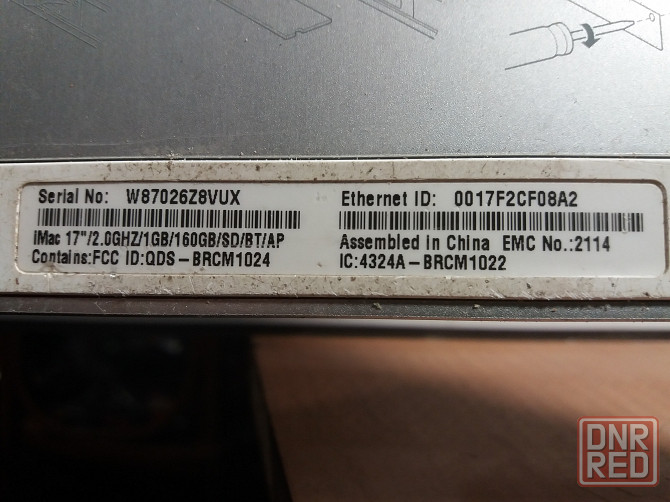 Serial No: W87026Z8VUX
Ethernet ID: 0017F2CF08A2
iMac 17"/2.0GHZ/1GB/160GB/SD/BT/AP
Contains:FCC ID:QDS-BRCM1024
Assembled in China EMC No.:2114
IC:4324A-BRCM1022
DNR
RED